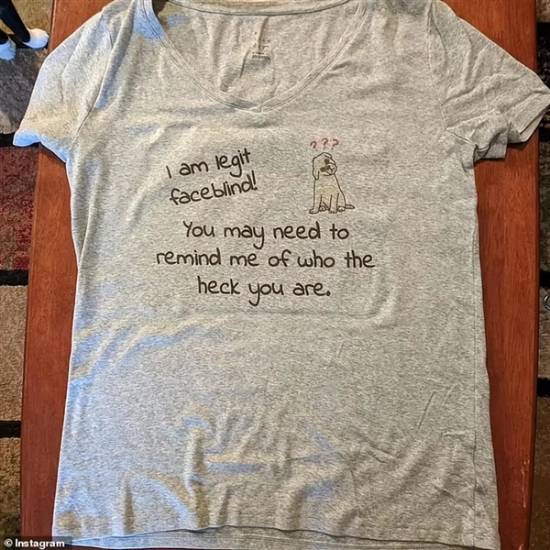 ???
I am legit
faceblind!
You may need to
remind me of who the
heck you are.
© Instagram